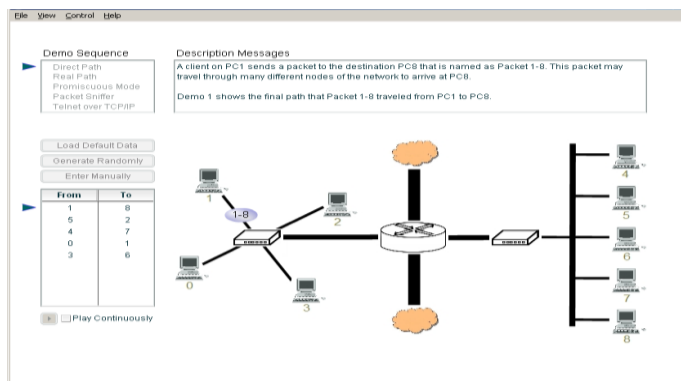 File View Control Help
Demo Sequence
Direct Path
Real Path
Promiscuous Mode
Packet Sniffer
Telnet over TCP/IP
Description Messages
A client on PC1 sends a packet to the destination PC8 that is named as Packet 1-8. This packet may
travel through many different nodes of the network to arrive at PC8.
Demo 1 shows the final path that Packet 1-8 traveled from PC1 to PC8.
Load Default Data
Generate Randomly
Enter Manually
From To
1 8
5 2
4 7
0 1
3 6
Play Continuously
1
1-8
2
0
3
4
5
6
7
8